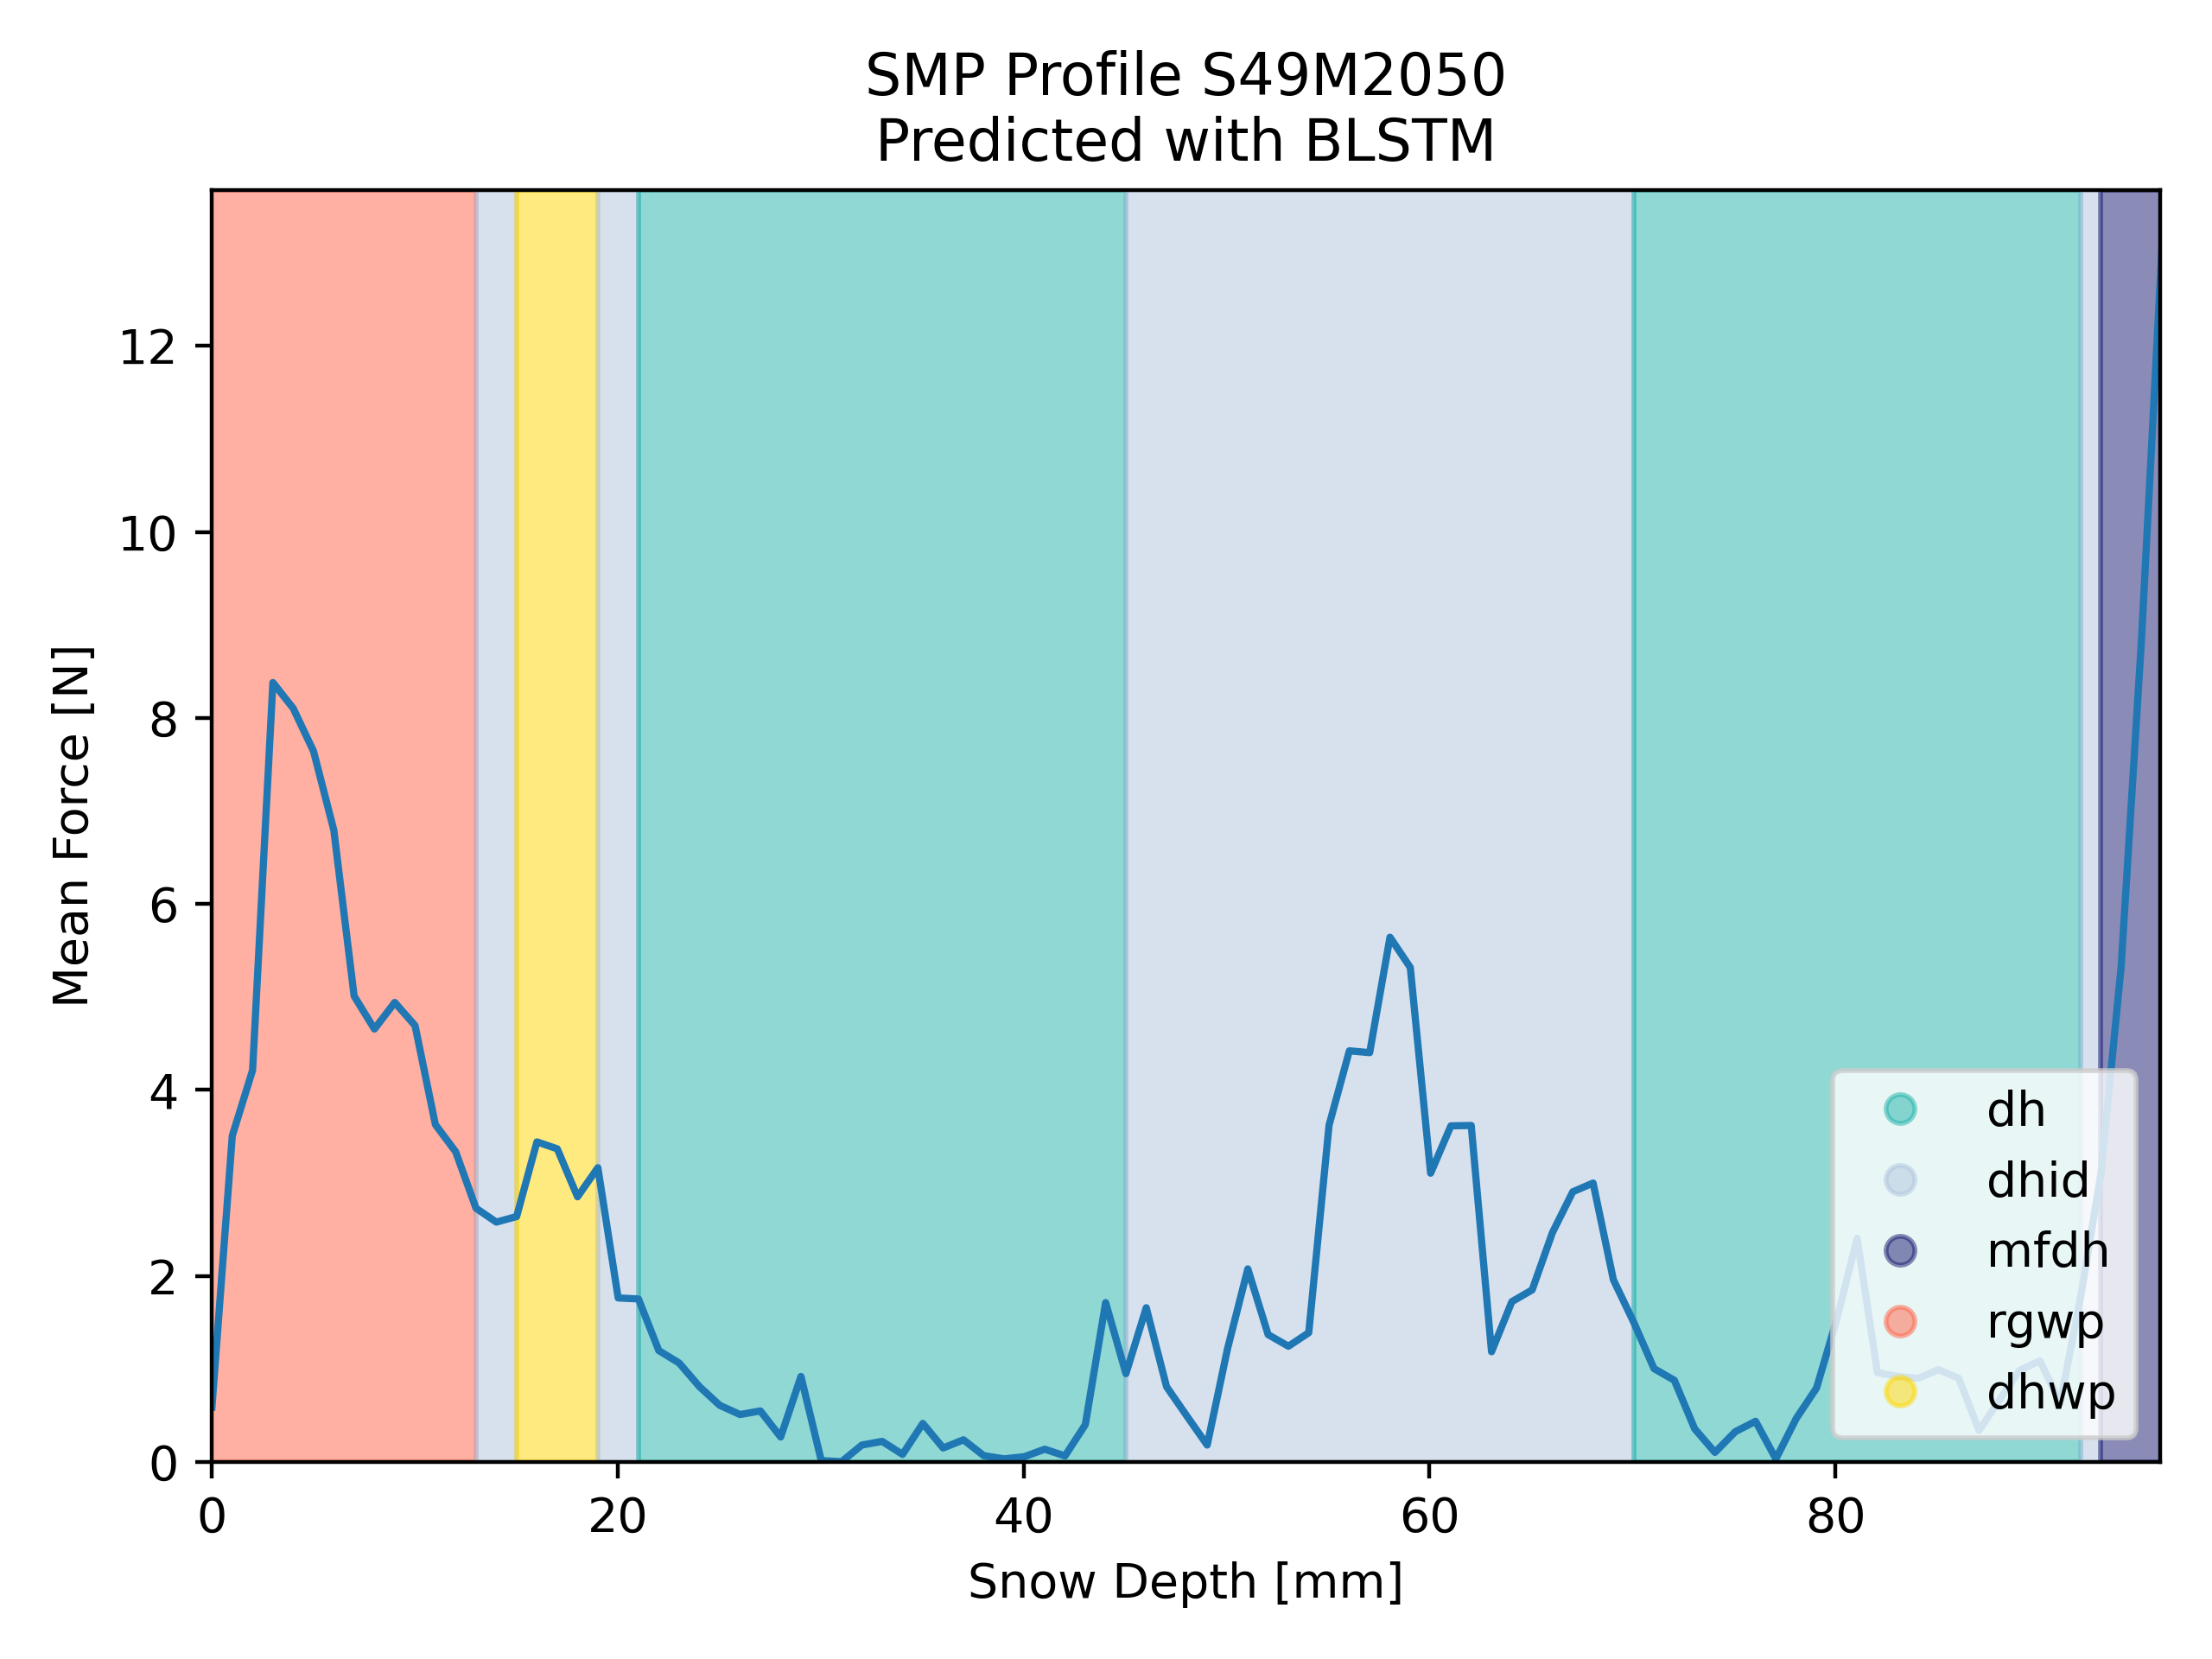 SMP Profile S49M2050
Predicted with BLSTM
Mean Force [N]
12
10
8
6
4
2
0
0 20 40 60 80
Snow Depth [mm]
dh
dhid
mfdh
rgwp
dhwp